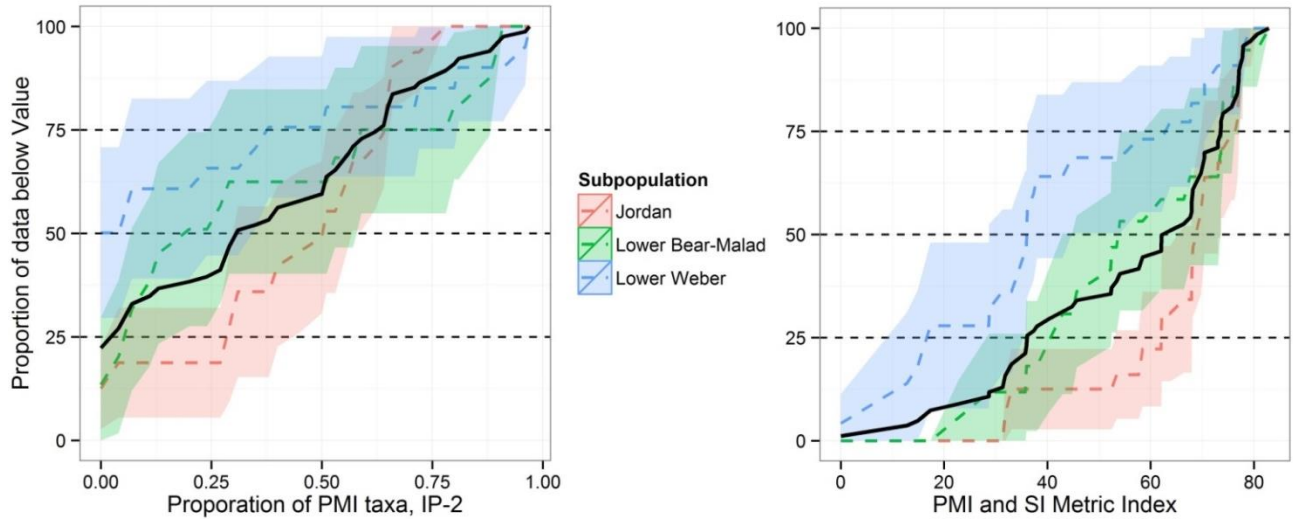 Proportion of data below Value
100
75
50
25
0
0.00
0.25
0.50
0.75
1.00
Proporation of PMI taxa, IP-2
Subpopulation
Jordan
Lower Bear-Malad
Lower Weber
100
75
50
25
0
0
20
40
60
80
PMI and SI Metric Index